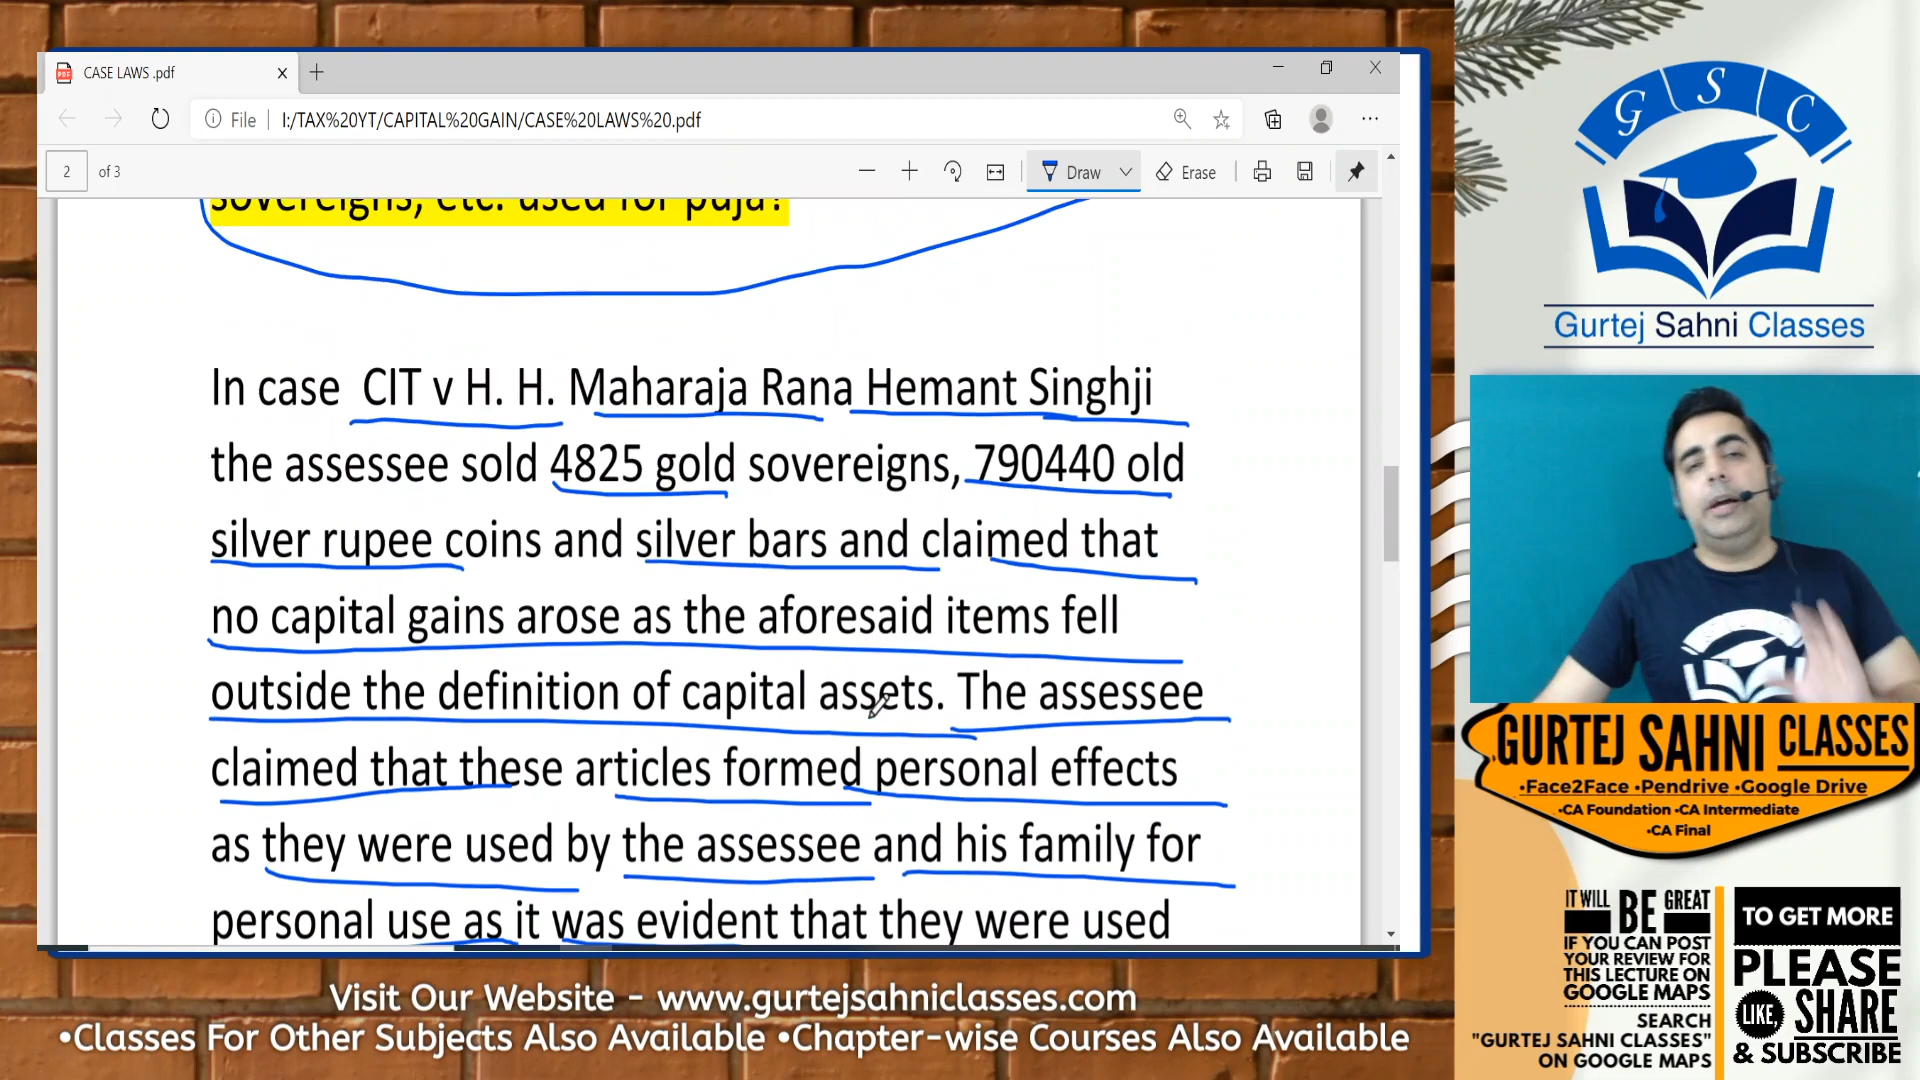 CASE LAWS .pdf
File
I:/TAX%20YT/CAPITAL%20GAIN/CASE%20LAWS%20.pdf
2
of 3
Draw
Erase
sovereigns, etc. used for puja?
In case CIT v H. H. Maharaja Rana Hemant Singhji
the assessee sold 4825 gold sovereigns, 790440 old
silver rupee coins and silver bars and claimed that
no capital gains arose as the aforesaid items fell
outside the definition of capital assets. The assessee
claimed that these articles formed personal effects
as they were used by the assessee and his family for
personal use as it was evident that they were used
G S C
Gurtej Sahni Classes
GURTEJ SAHNI CLASSES
•Face2Face •Pendrive •Google Drive
•CA Foundation •CA Intermediate
•CA Final
IT WILL
BE
GREAT
IF YOU CAN POST
YOUR REVIEW FOR
THIS LECTURE ON
GOOGLE MAPS
SEARCH
"GURTEJ SAHNI CLASSES"
ON GOOGLE MAPS
TO GET MORE
PLEASE
LIKE, SHARE
& SUBSCRIBE
Visit Our Website - www.gurtejsahniclasses.com
•Classes For Other Subjects Also Available •Chapter-wise Courses Also Available